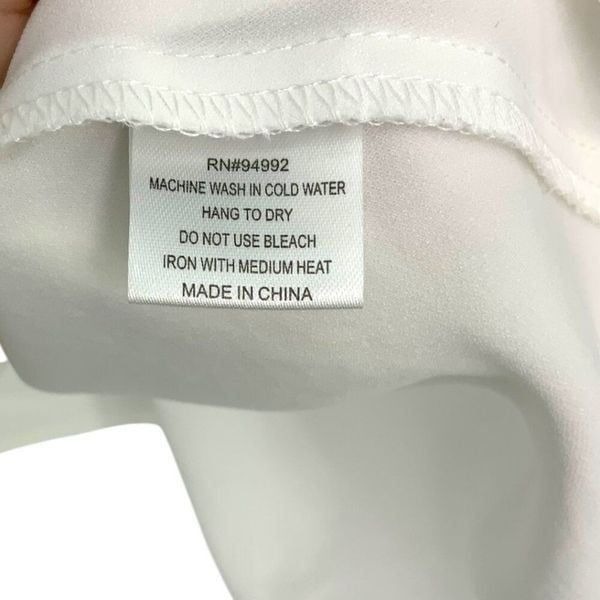 RN#94992
MACHINE WASH IN COLD WATER
HANG TO DRY
DO NOT USE BLEACH
IRON WITH MEDIUM HEAT
MADE IN CHINA